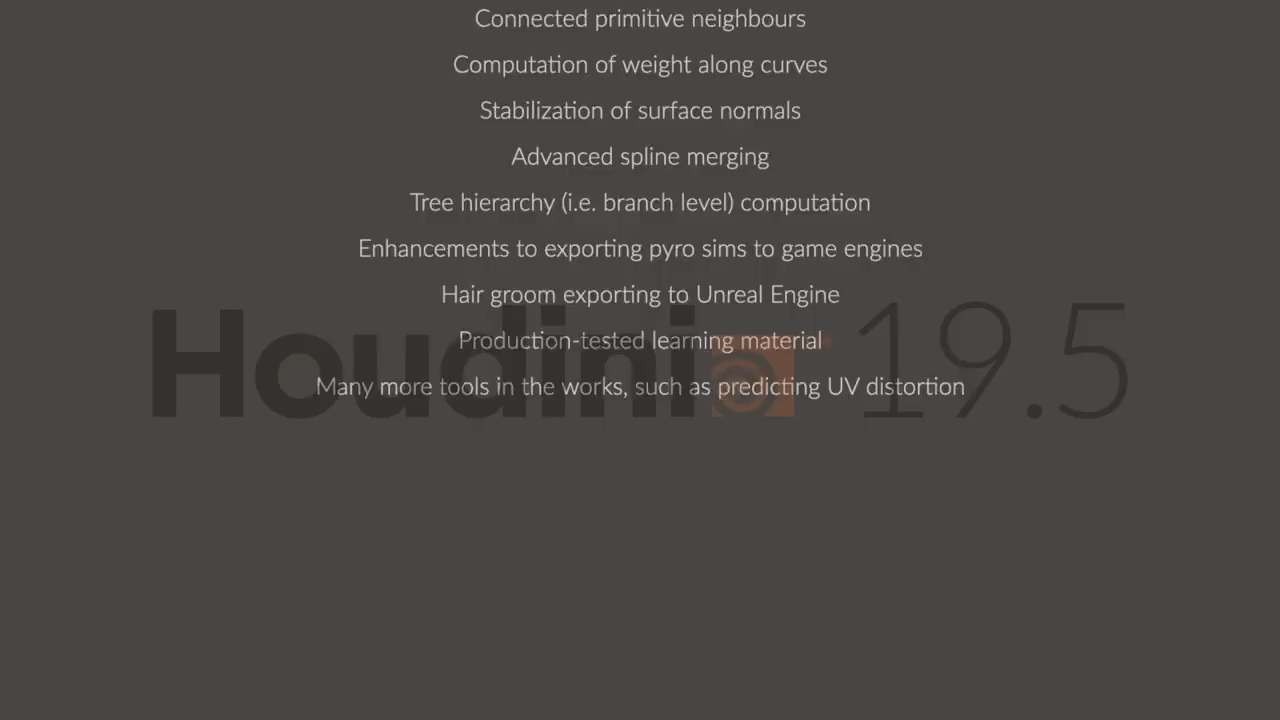 Connected primitive neighbours
Computation of weight along curves
Stabilization of surface normals
Advanced spline merging
Tree hierarchy (i.e. branch level) computation
Enhancements to exporting pyro sims to game engines
Hair groom exporting to Unreal Engine
Production-tested learning material
Many more tools in the works, such as predicting UV distortion
Houdini 19.5